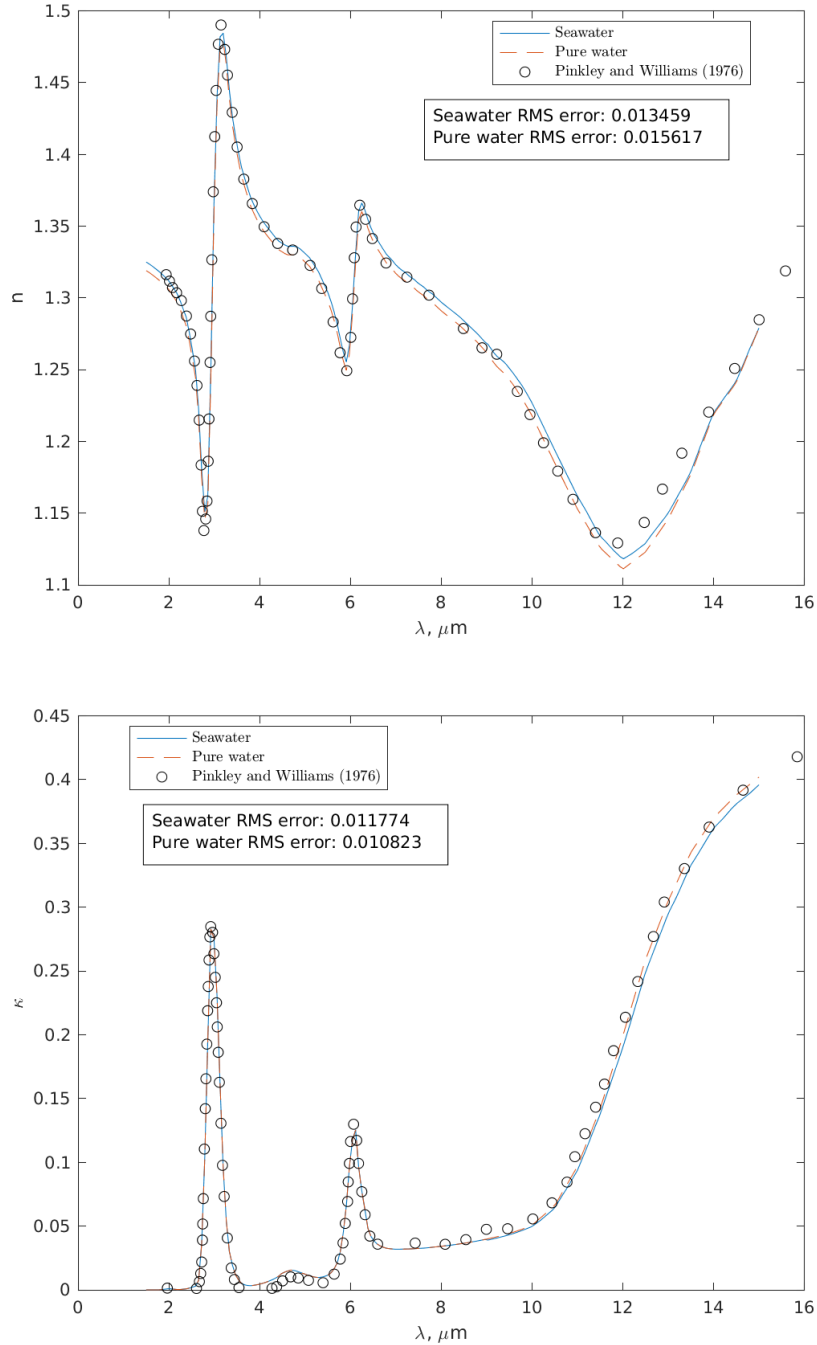 1.5
1.45
1.4
1.35
1.3
1.25
1.2
1.15
1.1
n
Seawater
Pure water
Pinkley and Williams (1976)
Seawater RMS error: 0.013459
Pure water RMS error: 0.015617
0 2 4 6 8 10 12 14 16
λ, μm
0.45
0.4
0.35
0.3
0.25
0.2
0.15
0.1
0.05
0
κ
Seawater
Pure water
Pinkley and Williams (1976)
Seawater RMS error: 0.011774
Pure water RMS error: 0.010823
0 2 4 6 8 10 12 14 16
λ, μm